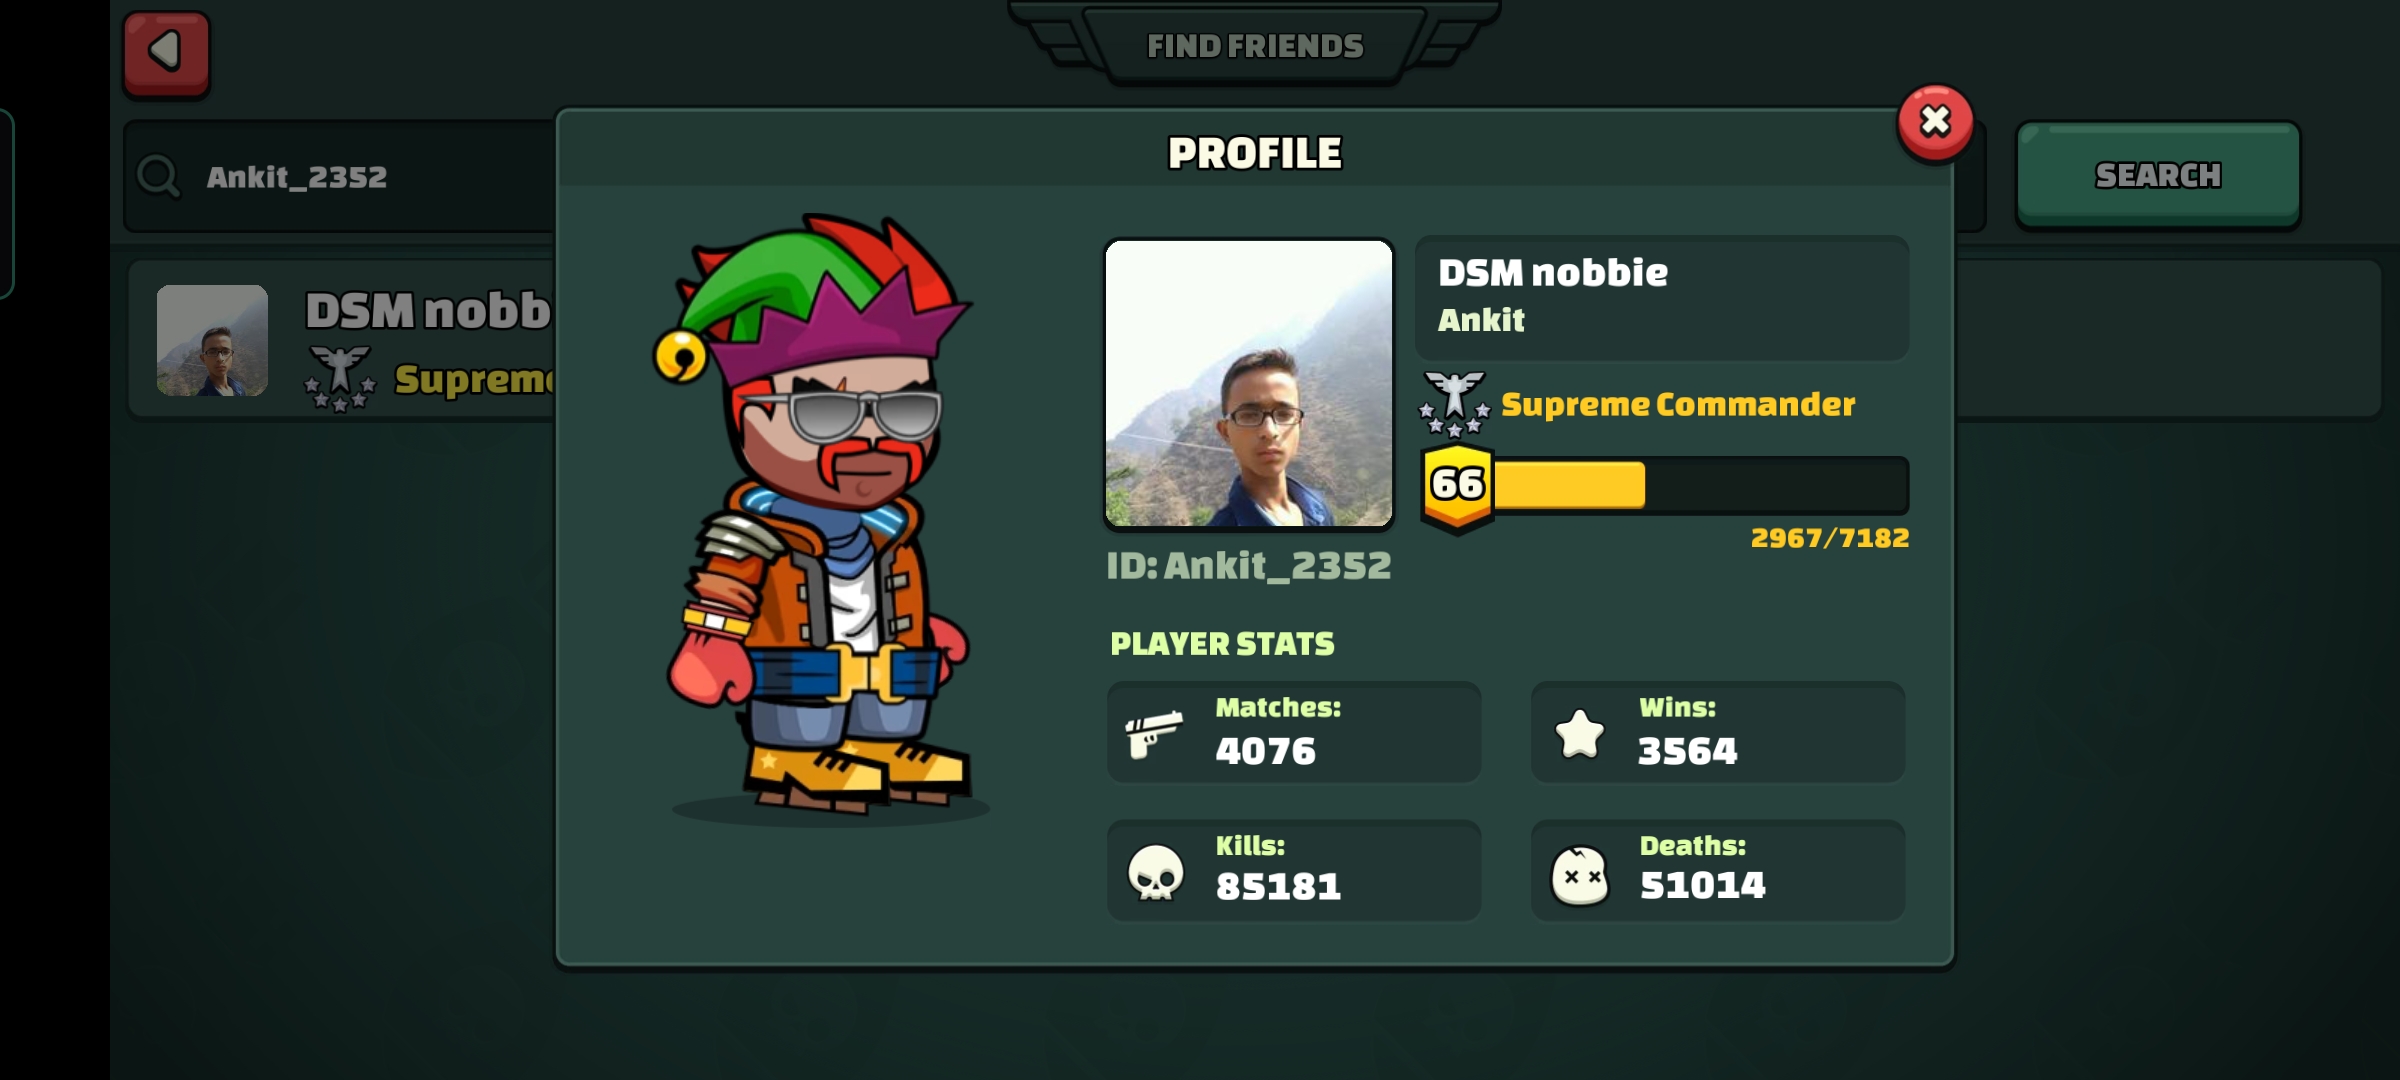 FIND FRIENDS
Ankit_2352
SEARCH
DSM nobb
Supreme
PROFILE
DSM nobbie
Ankit
Supreme Commander
66
2967/7182
ID: Ankit_2352
PLAYER STATS
Matches:
4076
Wins:
3564
Kills:
85181
Deaths:
51014